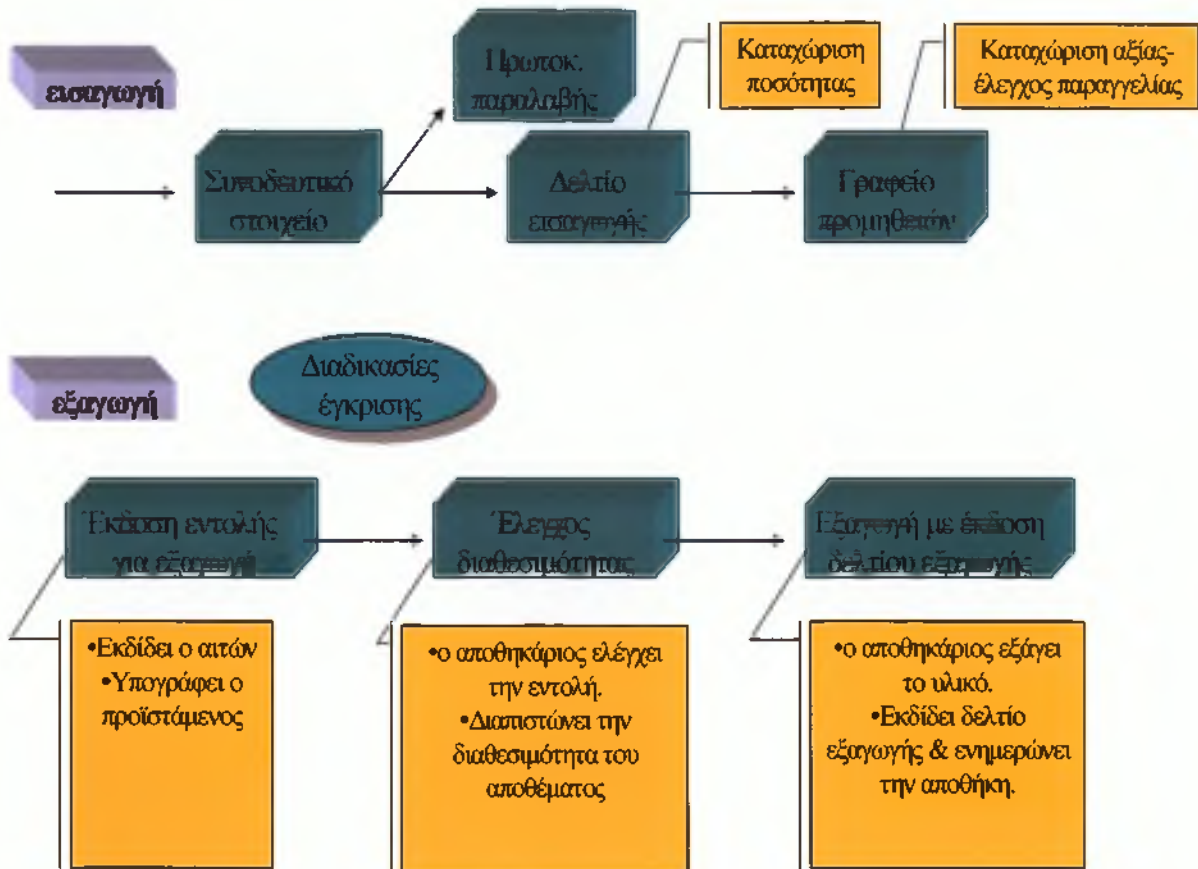 εισαγωγή
Πρωτοκ.
παραλαβής
Καταχώριση
ποσότητας
Καταχώριση αξίας-
έλεγχος παραγγελίας
Συνοδευτικό
στοιχείο
Δελτίο
εισαγωγής
Γραφείο
προμηθειών
εξαγωγή
Διαδικασίες
έγκρισης
Έκδοση εντολής
για εξαγωγή
Έλεγχος
διαθεσιμότητας
Εξαγωγή με έκδοση
δελτίου εξαγωγής
•Εκδίδει ο αιτών
•Υπογράφει ο
προϊστάμενος
•ο αποθηκάριος ελέγχει
την εντολή.
•Διαπιστώνει την
διαθεσιμότητα του
αποθέματος
•ο αποθηκάριος εξάγει
το υλικό.
•Εκδίδει δελτίο
εξαγωγής & ενημερώνει
την αποθήκη.